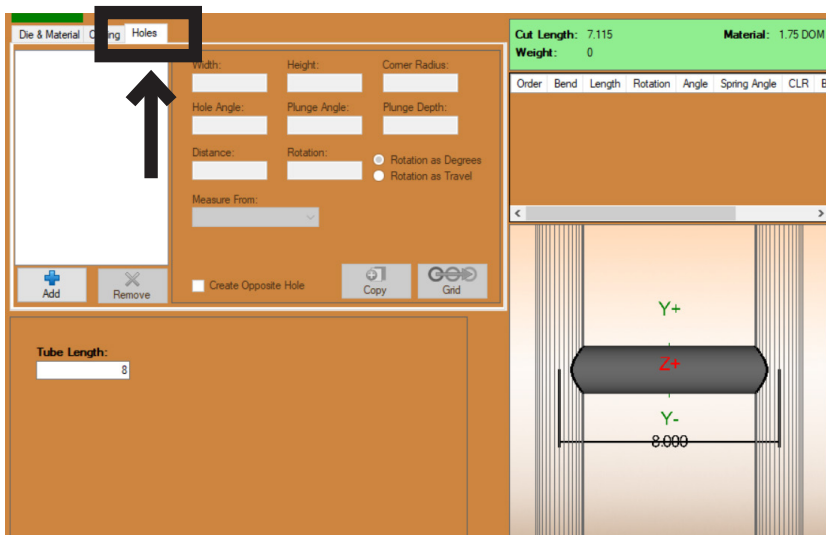 Die & Material
Holes
Width:
Height:
Corner Radius:
Hole Angle:
Plunge Angle:
Plunge Depth:
Distance:
Rotation:
Rotation as Degrees
Rotation as Travel
Measure From:
Add
Remove
Create Opposite Hole
Copy
Grid
Tube Length:
8
Cut Length: 7.115
Material: 1.75 DOM
Weight: 0
Order Bend Length Rotation Angle Spring Angle CLR
Y+
Z+
Y-
8.000